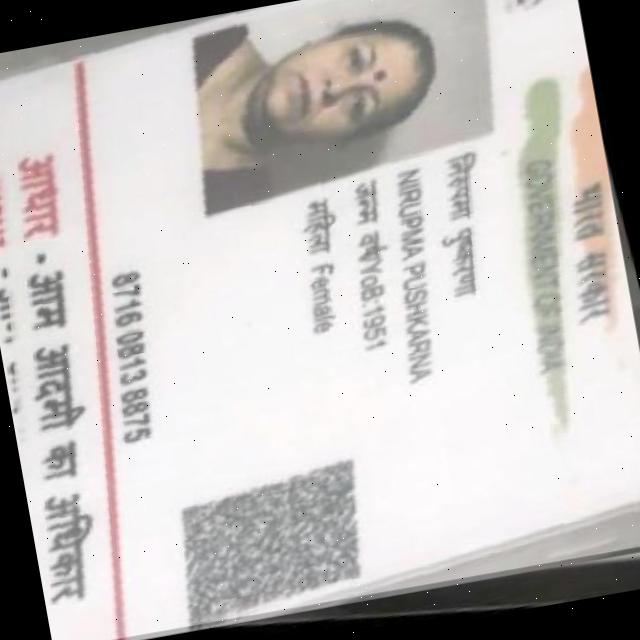 भारत सरकार
GOVERNMENT OF INDIA
निरुपमा पुष्करणा
NIRUPMA PUSHKARNA
जन्म वर्ष/YoB:1951
महिला Female
8716 0813 8875
आधार - आम आदमी का अधिकार